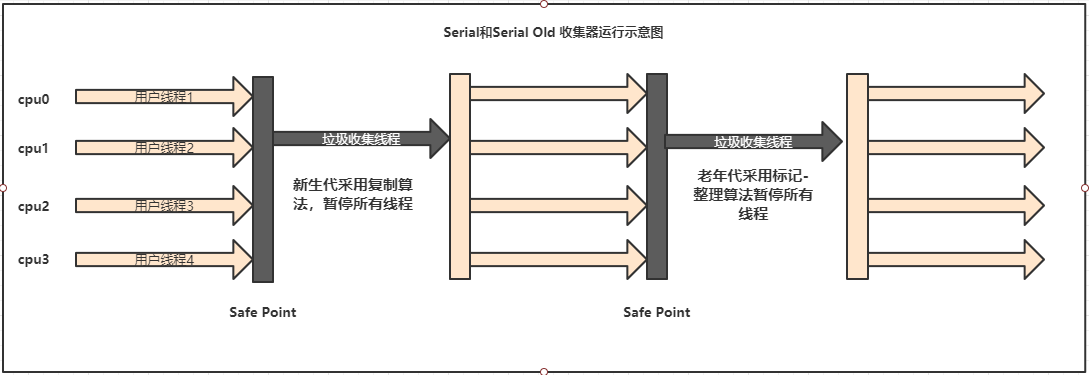 Serial和Serial Old 收集器运行示意图
cpu0
用户线程1
cpu1
用户线程2
cpu2
用户线程3
cpu3
用户线程4
垃圾收集线程
新生代采用复制算
法，暂停所有线程
垃圾收集线程
老年代采用标记-
整理算法暂停所有
线程
Safe Point
Safe Point